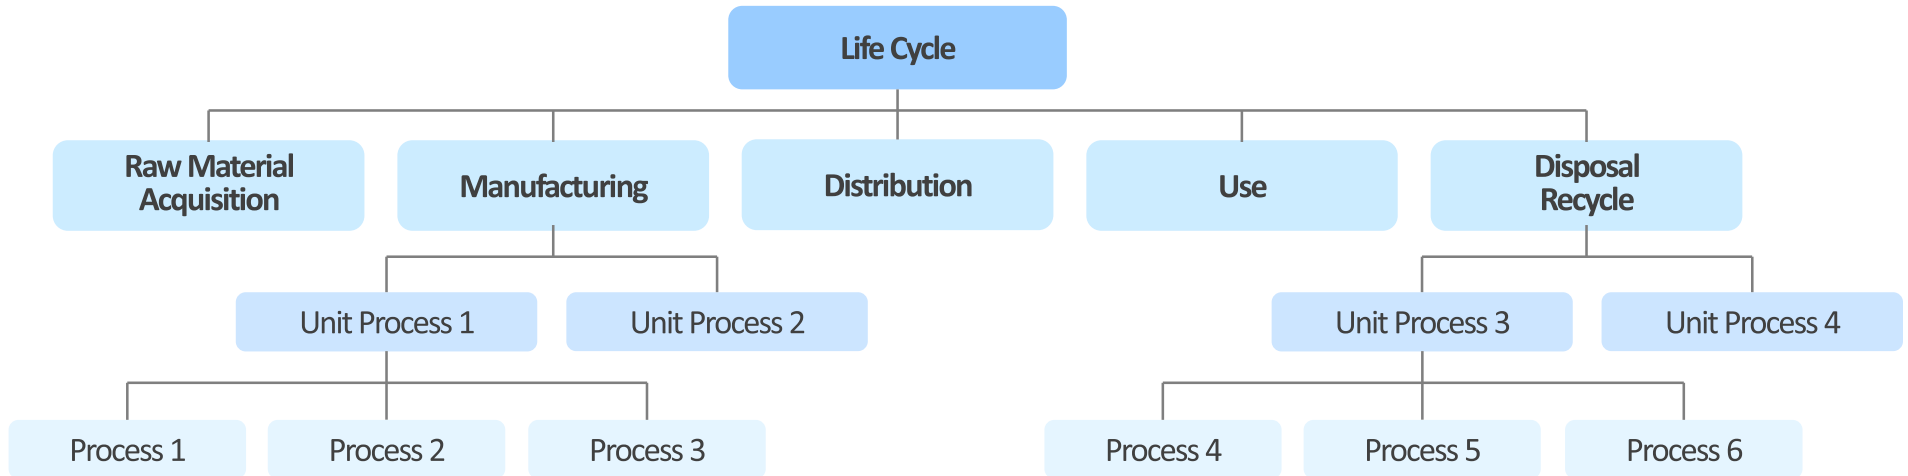 Life Cycle
Raw Material
Acquisition
Manufacturing
Distribution
Use
Disposal
Recycle
Unit Process 1
Unit Process 2
Unit Process 3
Unit Process 4
Process 1
Process 2
Process 3
Process 4
Process 5
Process 6